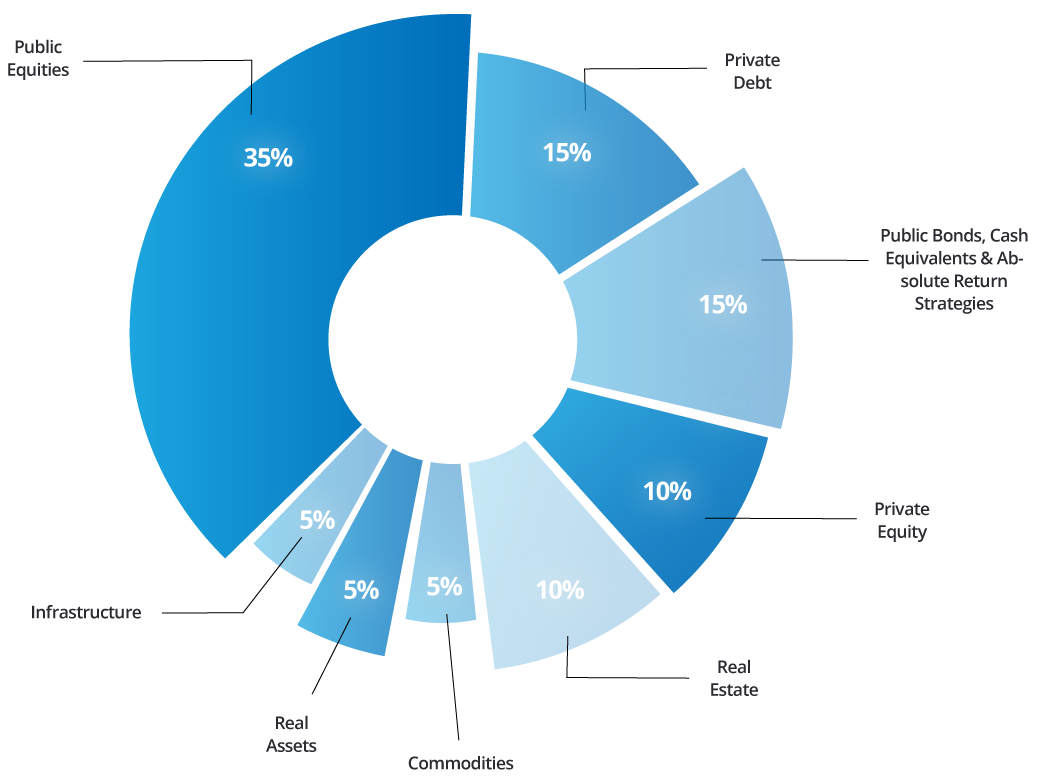 Public
Equities
35%
Private
Debt
15%
Public Bonds, Cash
Equivalents & Ab-
solute Return
Strategies
15%
Private
Equity
10%
Real
Estate
10%
Commodities
5%
Real
Assets
5%
Infrastructure
5%